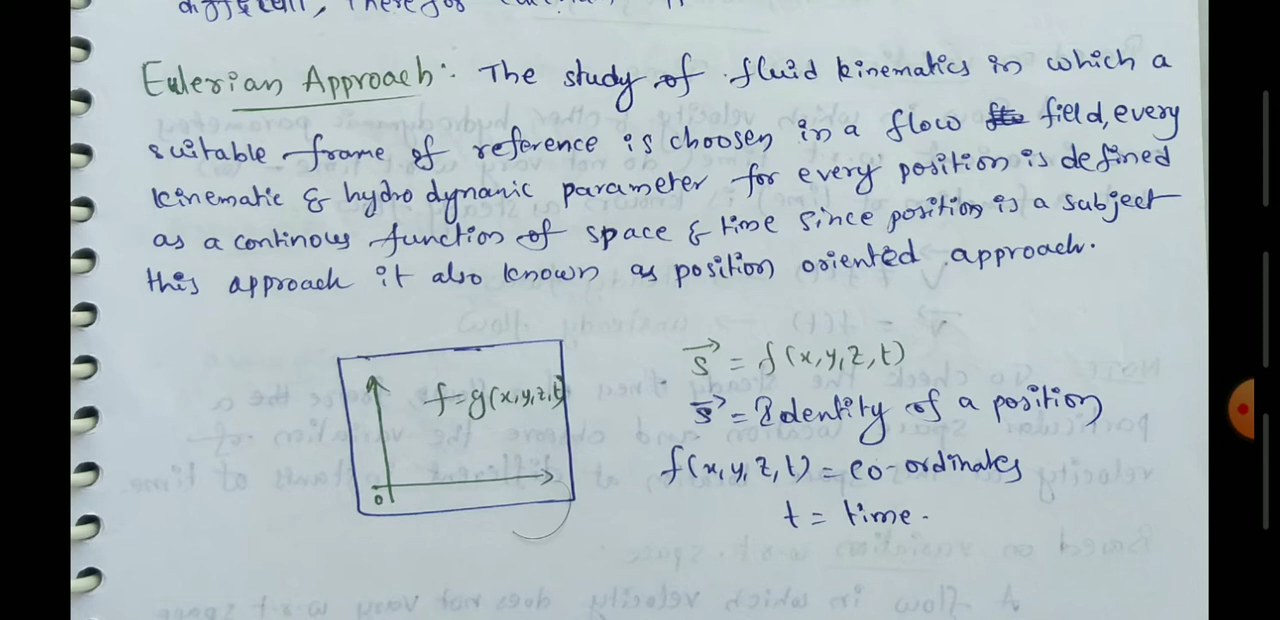 Eulerian Approach: The study of fluid kinematics in which a
suitable frame of reference is choosen in a flow field, every
kinematic & hydro dynamic parameter for every position is defined
as a continous function of space & time since position is a subject
this approach it also known as position oriented approach.
f=g(x,y,z,t)
0
S = f(x,y,z,t)
S = Identity of a position
f(x,y,z,t) = co-ordinates
t = time.